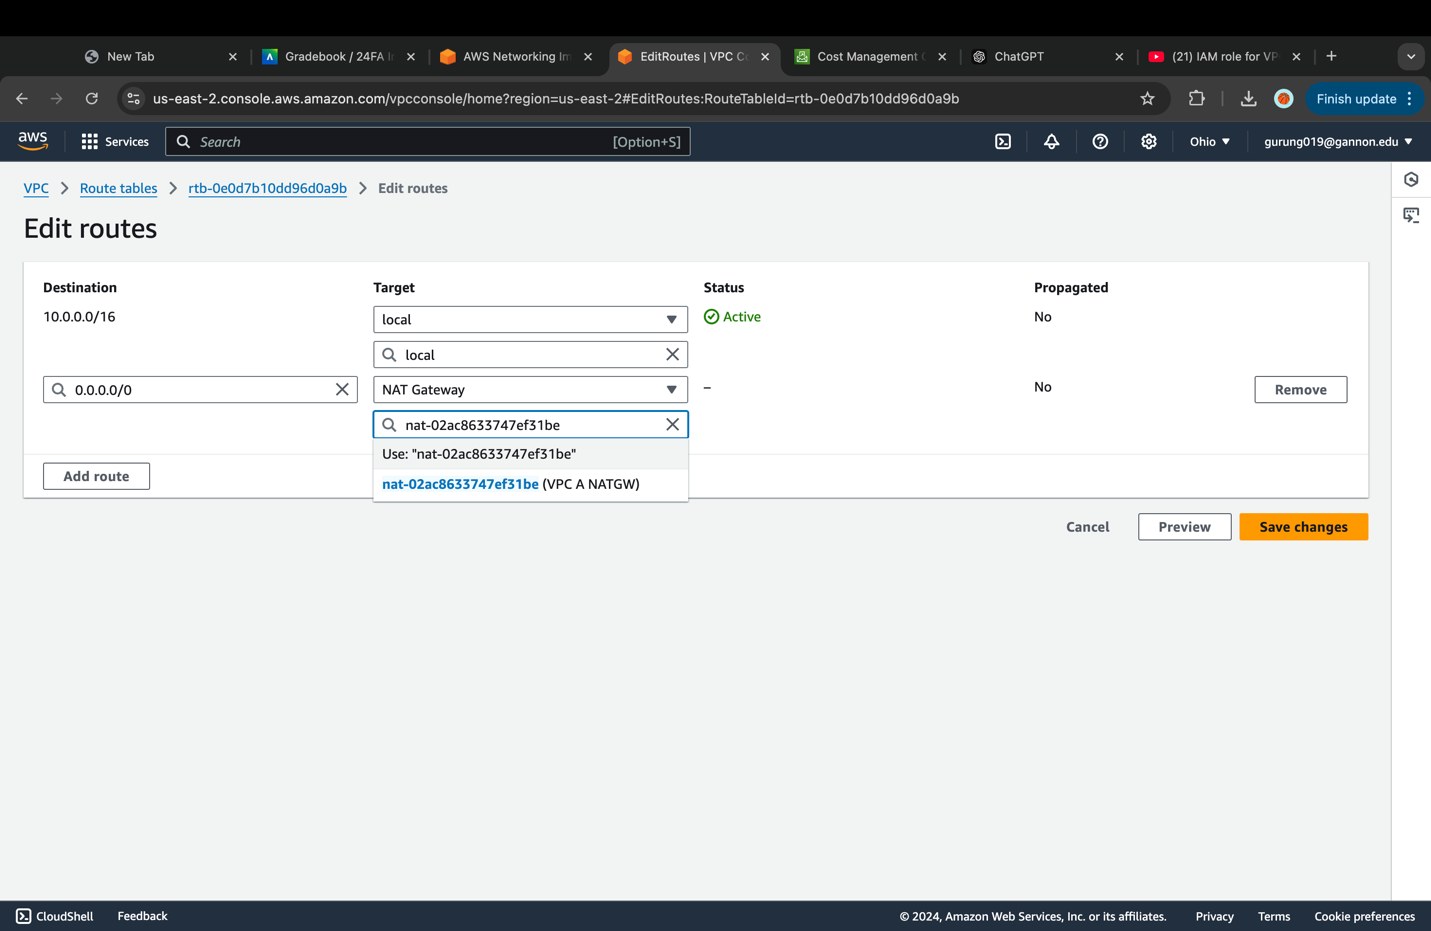 New Tab
Gradebook / 24FA I
AWS Networking Im
EditRoutes | VPC Co
Cost Management
ChatGPT
(21) IAM role for VP
us-east-2.console.aws.amazon.com/vpcconsole/home?region=us-east-2#EditRoutes:RouteTableId=rtb-0e0d7b10dd96d0a9b
Finish update
aws
Services
Search
[Option+S]
Ohio
gurung019@gannon.edu
VPC
Route tables
rtb-0e0d7b10dd96d0a9b
Edit routes
Edit routes
Destination
Target
Status
Propagated
10.0.0.0/16
local
Active
No
local
0.0.0.0/0
NAT Gateway
–
No
Remove
nat-02ac8633747ef31be
Use: "nat-02ac8633747ef31be"
nat-02ac8633747ef31be (VPC A NATGW)
Add route
Cancel
Preview
Save changes
CloudShell
Feedback
© 2024, Amazon Web Services, Inc. or its affiliates.
Privacy
Terms
Cookie preferences